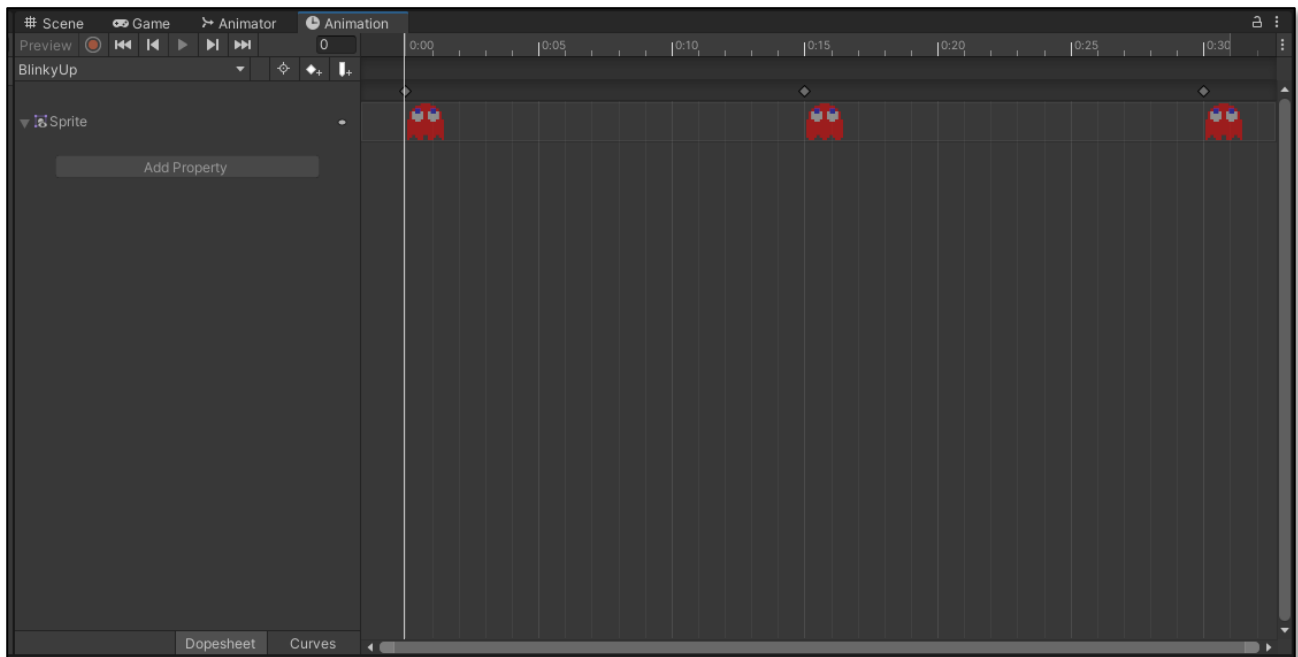 Scene Game Animator Animation
Preview 0 0:00 0:05 0:10 0:15 0:20 0:25 0:30
BlinkyUp
Sprite
Add Property
Dopesheet Curves